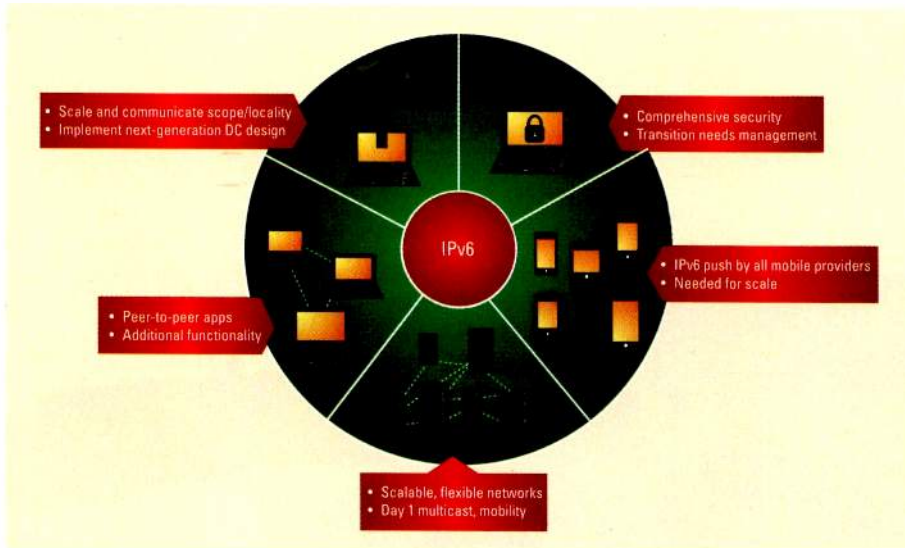 • Scale and communicate scope/locality
• Implement next-generation DC design
• Comprehensive security
• Transition needs management
IPv6
• IPv6 push by all mobile providers
• Needed for scale
• Peer-to-peer apps
• Additional functionality
• Scalable, flexible networks
• Day 1 multicast, mobility